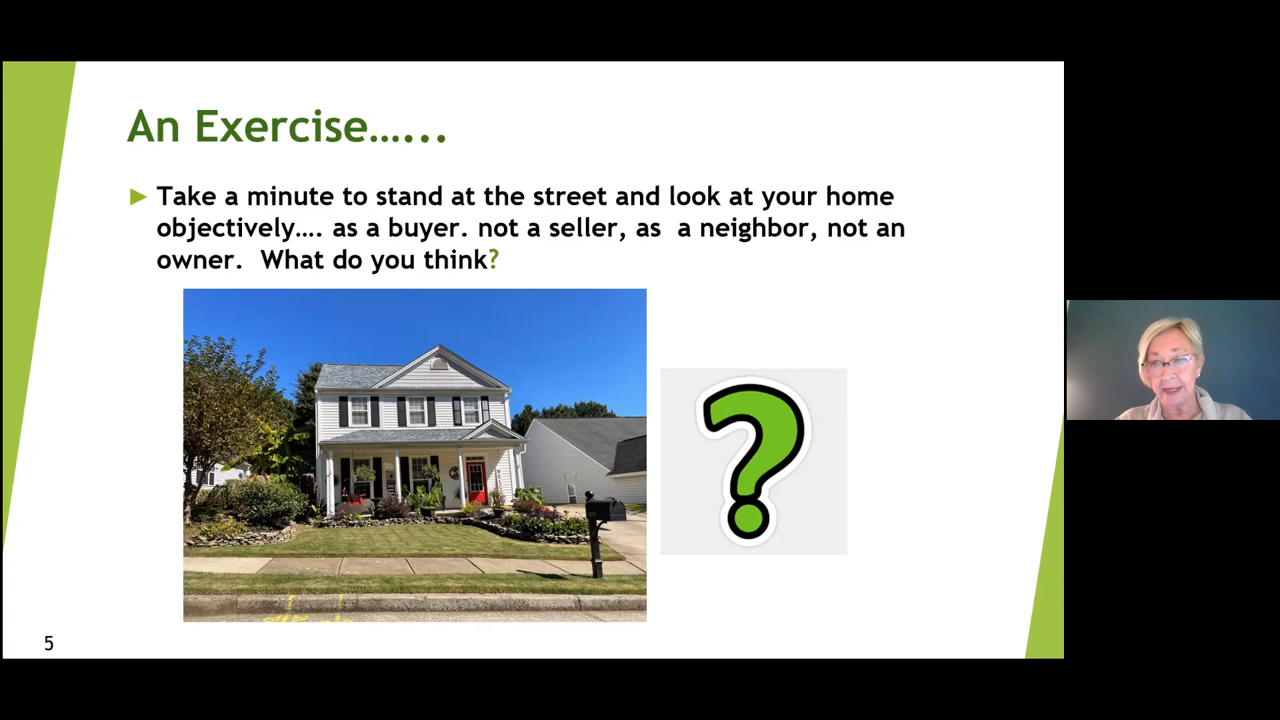 An Exercise…...
Take a minute to stand at the street and look at your home
objectively…. as a buyer. not a seller, as  a neighbor, not an
owner.  What do you think?
5